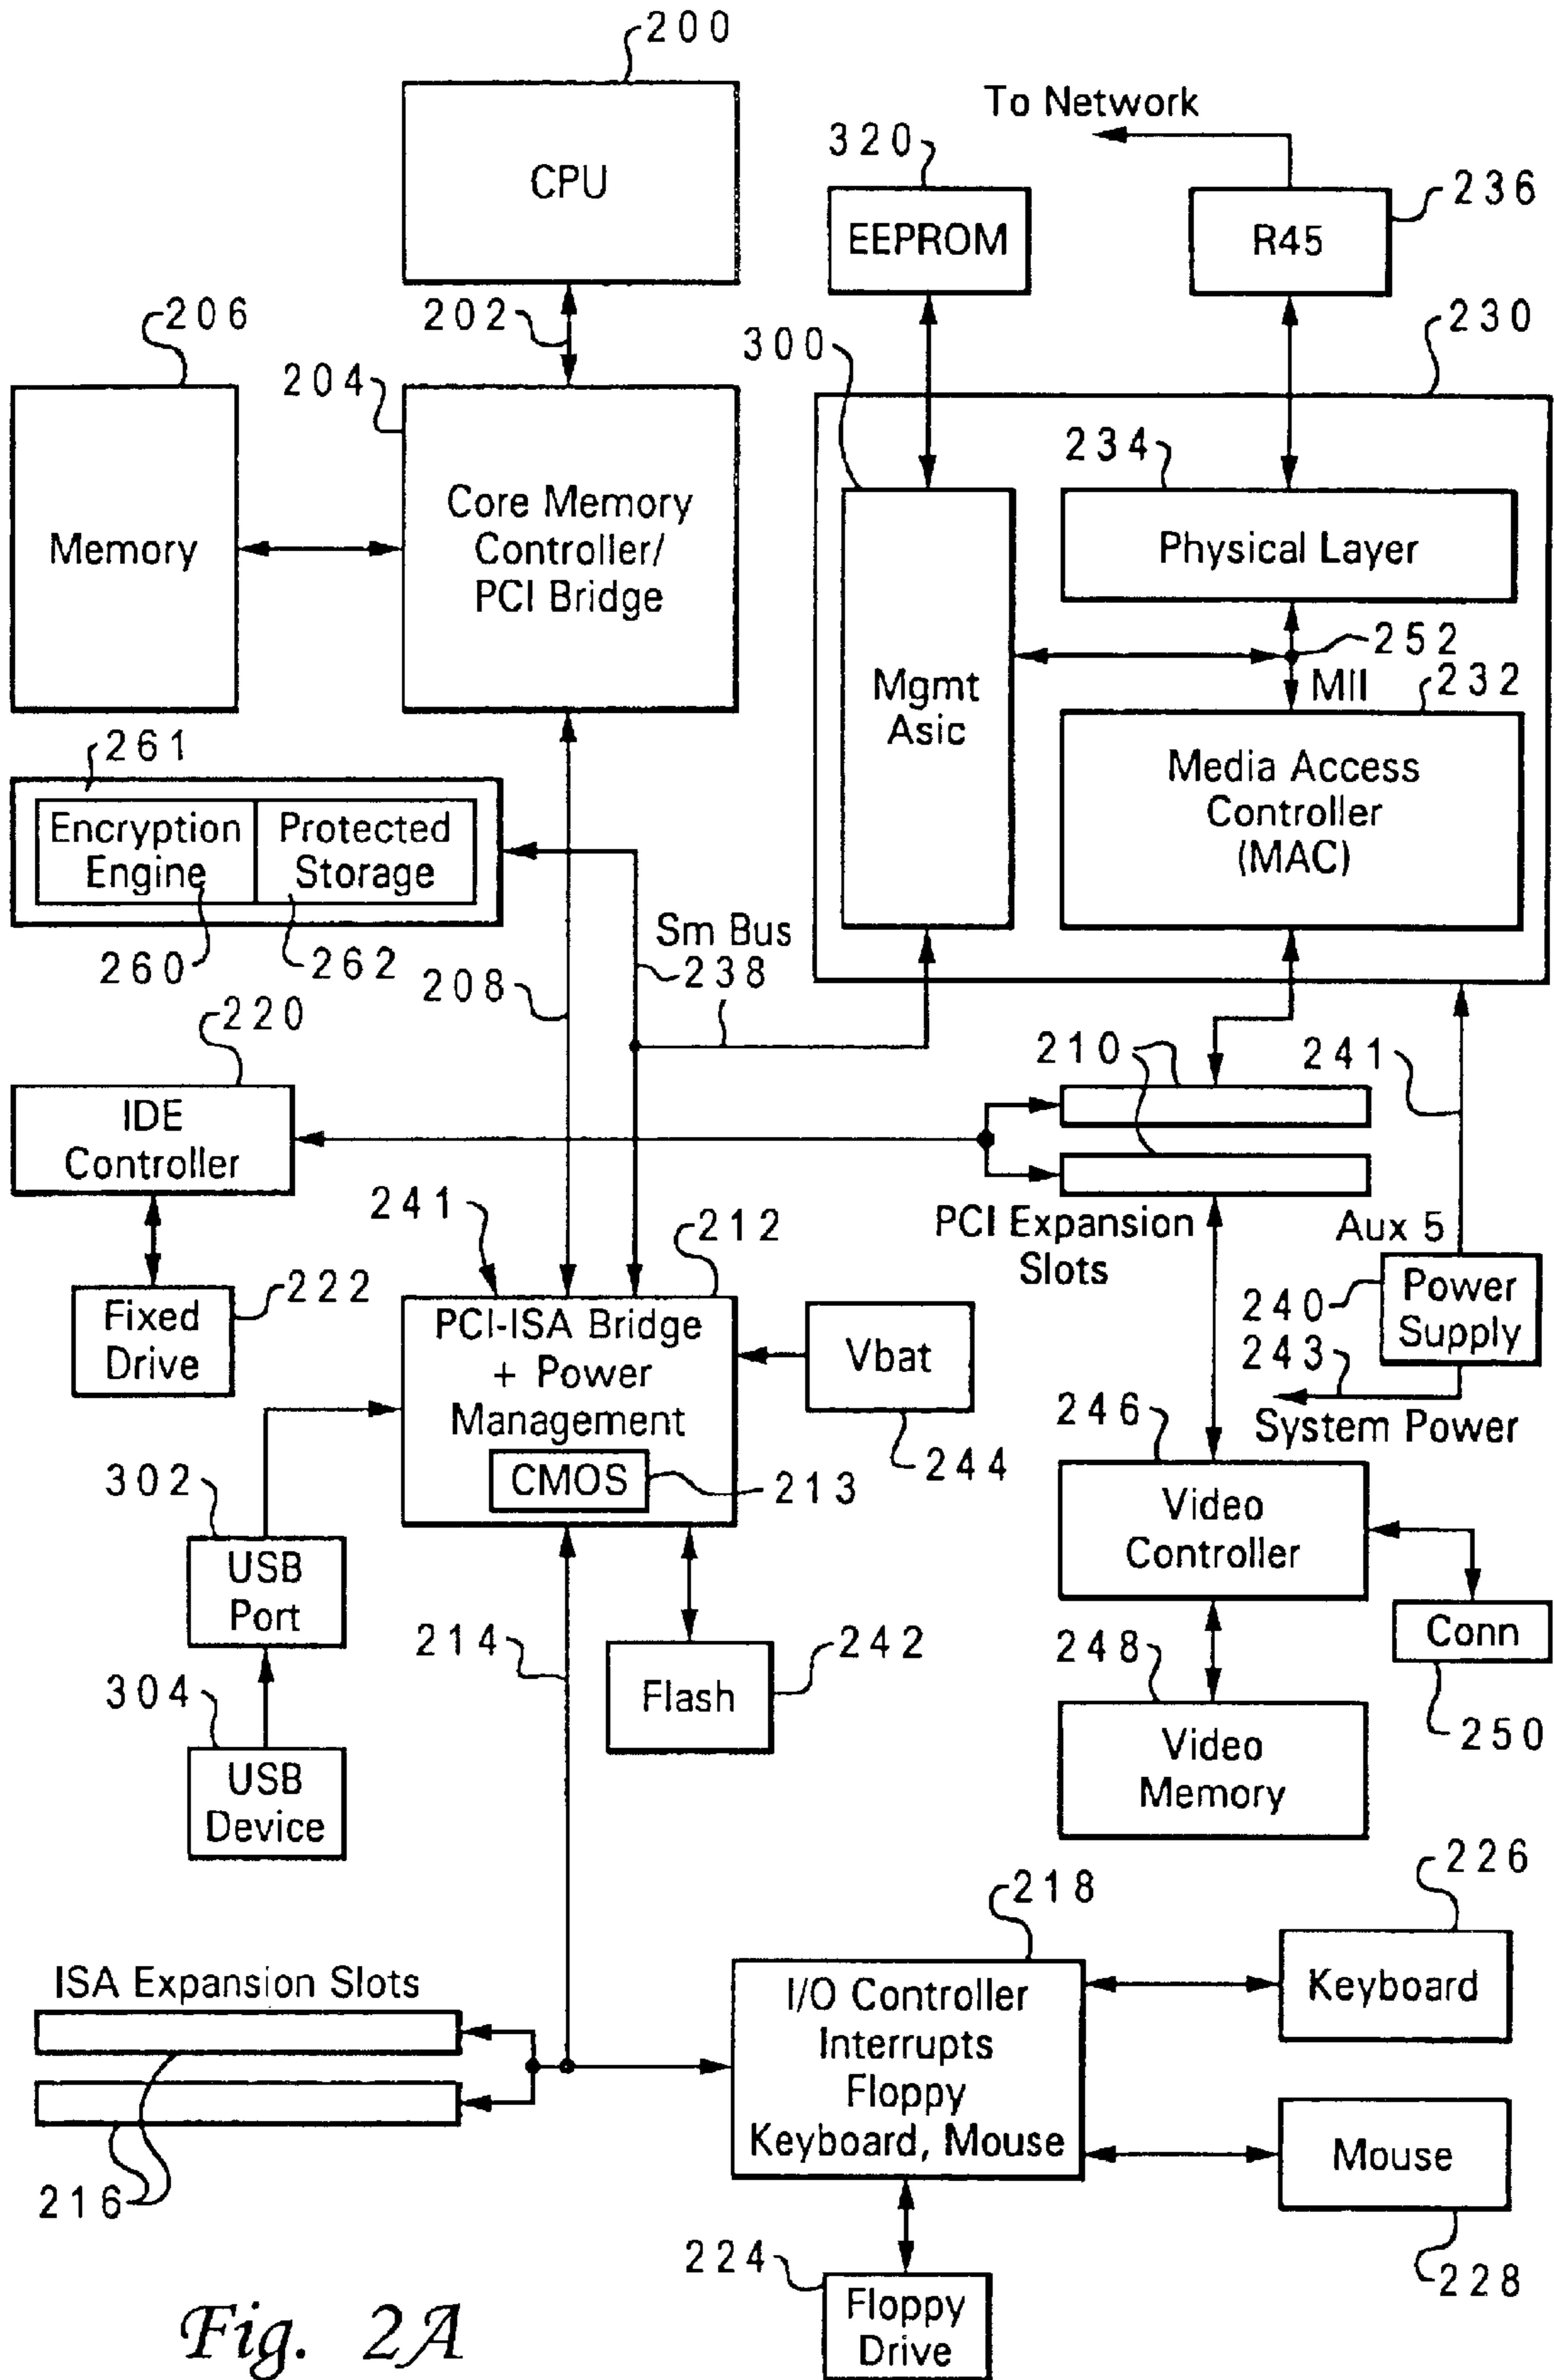 200
CPU
To Network
320
EEPROM
236
R45
202
206
204
300
230
Memory
Core Memory
Controller/
PCI Bridge
234
Physical Layer
252
MII
232
Mgmt
Asic
Media Access
Controller
(MAC)
261
Encryption
Engine
Protected
Storage
260
262
208
Sm Bus
238
220
IDE
Controller
210
241
PCI Expansion
Slots
Aux 5
222
Fixed
Drive
241
212
PCI-ISA Bridge
+ Power
Management
CMOS
213
Vbat
244
240
Power
Supply
243
System Power
246
Video
Controller
Conn
250
302
USB
Port
304
USB
Device
214
Flash
242
248
Video
Memory
ISA Expansion Slots
216
218
I/O Controller
Interrupts
Floppy
Keyboard, Mouse
226
Keyboard
Mouse
228
224
Floppy
Drive
Fig. 2A